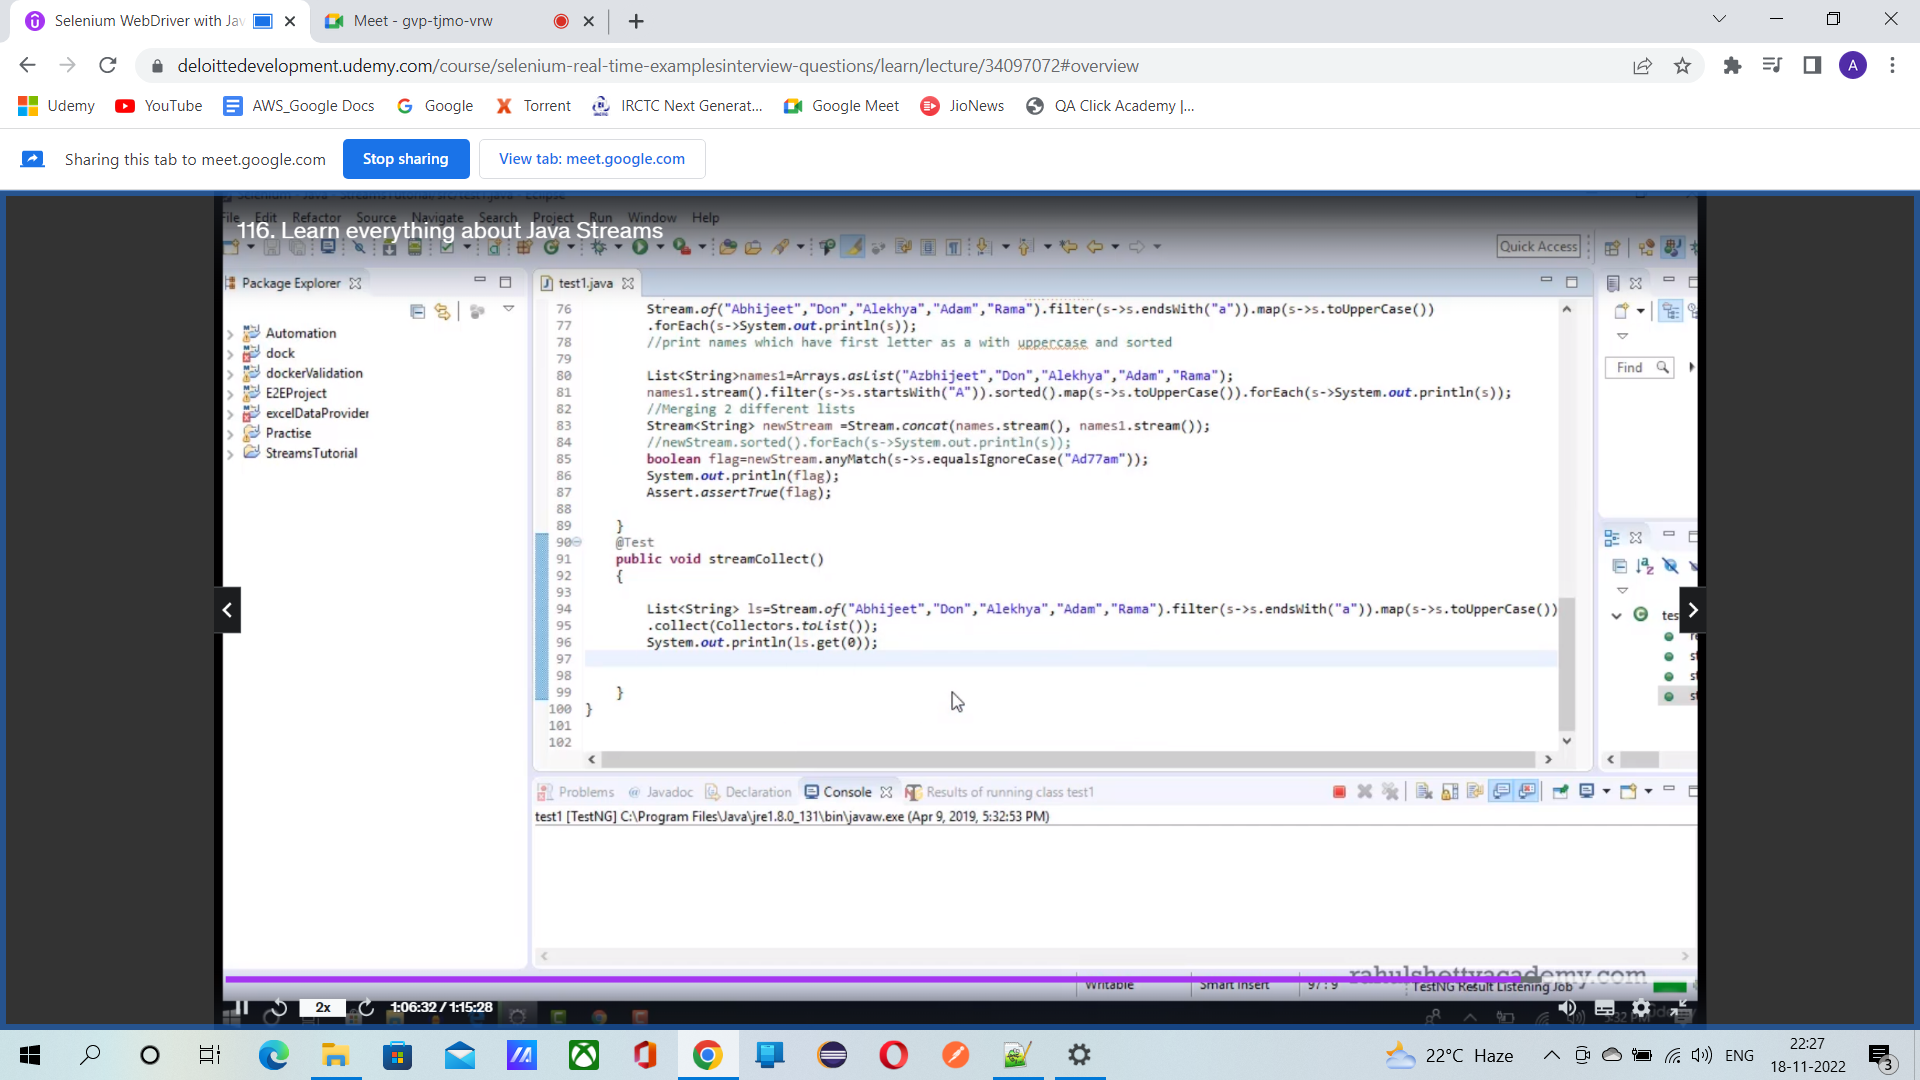 Selenium WebDriver with Jav
Meet - gvp-tjmo-vrw
deloittedevelopment.udemy.com/course/selenium-real-time-examplesinterview-questions/learn/lecture/34097072#overview
A
Udemy YouTube AWS_Google Docs Google Torrent IRCTC Next Generat... Google Meet JioNews QA Click Academy |...
Sharing this tab to meet.google.com Stop sharing View tab: meet.google.com
File Edit Refactor Source Navigate Search Project Run Window Help
116. Learn everything about Java Streams
Quick Access
Package Explorer
test1.java
Automation
dock
dockerValidation
E2EProject
excelDataProvider
Practise
StreamsTutorial
76 Stream.of("Abhijeet","Don","Alekhya","Adam","Rama").filter(s->s.endsWith("a")).map(s->s.toUpperCase())
77 .forEach(s->System.out.println(s));
78 //print names which have first letter as a with uppercase and sorted
79
80 List<String>names1=Arrays.asList("Azbhijeet","Don","Alekhya","Adam","Rama");
81 names1.stream().filter(s->s.startsWith("A")).sorted().map(s->s.toUpperCase()).forEach(s->System.out.println(s));
82 //Merging 2 different lists
83 Stream<String> newStream =Stream.concat(names.stream(), names1.stream());
84 //newStream.sorted().forEach(s->System.out.println(s));
85 boolean flag=newStream.anyMatch(s->s.equalsIgnoreCase("Ad77am"));
86 System.out.println(flag);
87 Assert.assertTrue(flag);
88
89 }
90 @Test
91 public void streamCollect()
92 {
93
94 List<String> ls=Stream.of("Abhijeet","Don","Alekhya","Adam","Rama").filter(s->s.endsWith("a")).map(s->s.toUpperCase())
95 .collect(Collectors.toList());
96 System.out.println(ls.get(0));
97
98
99 }
100 }
101
102
Find
tes
Problems Javadoc Declaration Console Results of running class test1
test1 [TestNG] C:\Program Files\Java\jre1.8.0_131\bin\javaw.exe (Apr 9, 2019, 5:32:53 PM)
rahulshettyacademy.com
Writable Smart Insert 97 : 9 TestNG Result Listening Job
2x 1:06:32 / 1:15:28
22°C Haze
ENG
22:27
18-11-2022
3